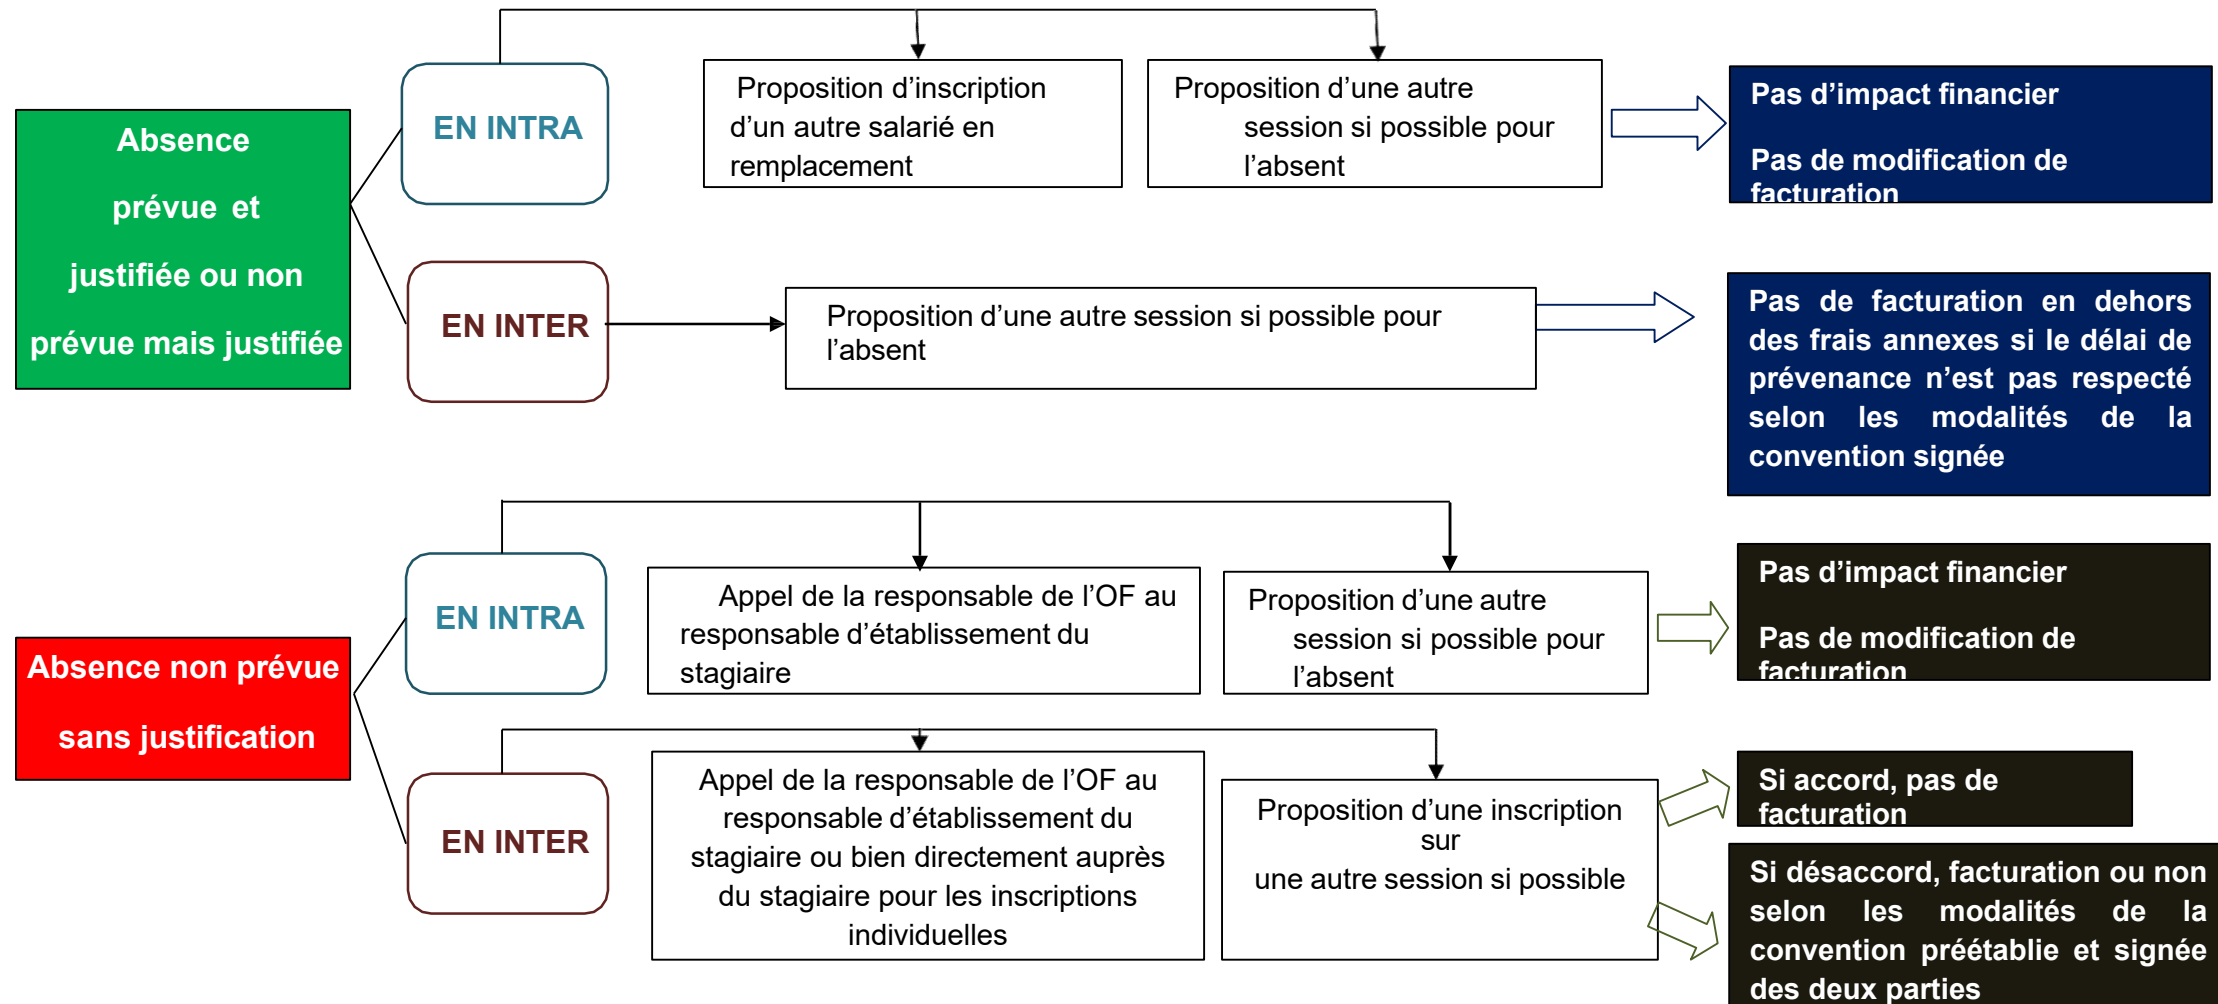 Absence
prévue et
justifiée ou non
prévue mais justifiée
EN INTRA
Proposition d’inscription
d’un autre salarié en
remplacement
Proposition d’une autre
session si possible pour
l’absent
Pas d’impact financier
Pas de modification de
facturation
EN INTER
Proposition d’une autre session si possible pour
l’absent
Pas de facturation en dehors
des frais annexes si le délai de
prévenance n’est pas respecté
selon les modalités de la
convention signée
Absence non prévue
sans justification
EN INTRA
Appel de la responsable de l’OF au
responsable d’établissement du
stagiaire
Proposition d’une autre
session si possible pour
l’absent
Pas d’impact financier
Pas de modification de
facturation
EN INTER
Appel de la responsable de l’OF au
responsable d’établissement du
stagiaire ou bien directement auprès
du stagiaire pour les inscriptions
individuelles
Proposition d’une inscription
sur
une autre session si possible
Si accord, pas de
facturation
Si désaccord, facturation ou non
selon les modalités de la
convention préétablie et signée
des deux parties